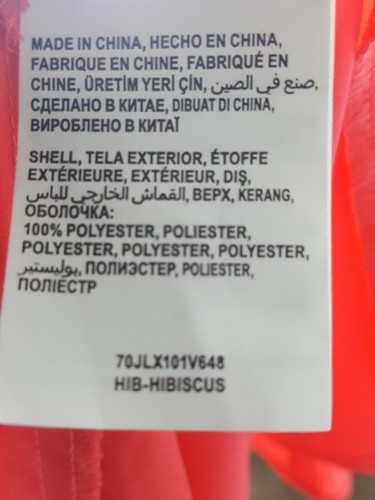 MADE IN CHINA, HECHO EN CHINA,
FABRIQUE EN CHINE, FABRIQUÉ EN
CHINE, ÜRETİM YERİ ÇİN, صنع في الصين,
СДЕЛАНО В КИТАЕ, DIBUAT DI CHINA,
ВИРОБЛЕНО В КИТАЇ
SHELL, TELA EXTERIOR, ÉTOFFE
EXTÉRIEURE, EXTÉRIEUR, DIŞ,
القماش الخارجي للباس, ВЕРХ, KERANG,
ОБОЛОЧКА:
100% POLYESTER, POLIESTER,
POLYESTER, POLYESTER, POLYESTER,
بوليستير, ПОЛИЭСТЕР, POLIESTER,
ПОЛІЕСТР
70JLX101V648
HIB-HIBISCUS